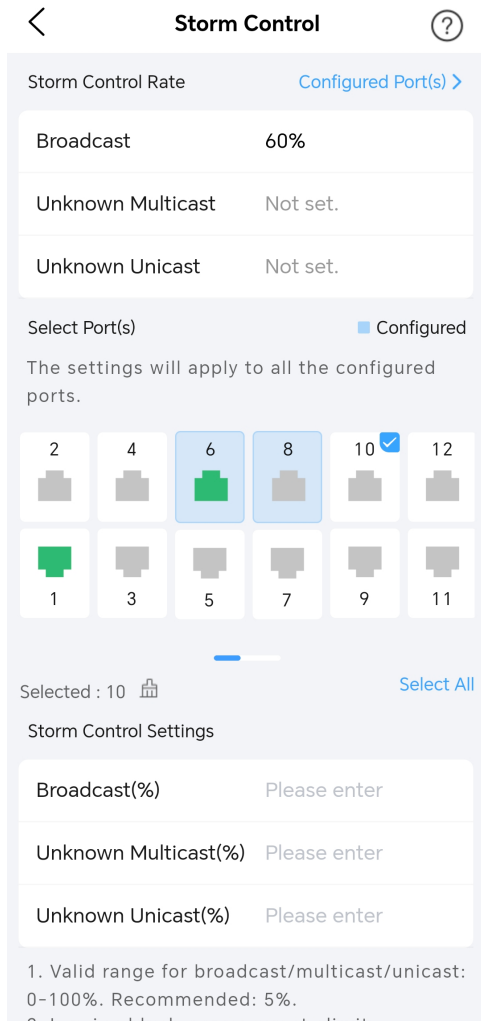 Storm Control
?
Storm Control Rate
Configured Port(s)
Broadcast 60%
Unknown Multicast Not set.
Unknown Unicast Not set.
Select Port(s)
Configured
The settings will apply to all the configured
ports.
2 4 6 8 10 12
1 3 5 7 9 11
Selected : 10
Select All
Storm Control Settings
Broadcast(%) Please enter
Unknown Multicast(%) Please enter
Unknown Unicast(%) Please enter
1. Valid range for broadcast/multicast/unicast:
0-100%. Recommended: 5%.